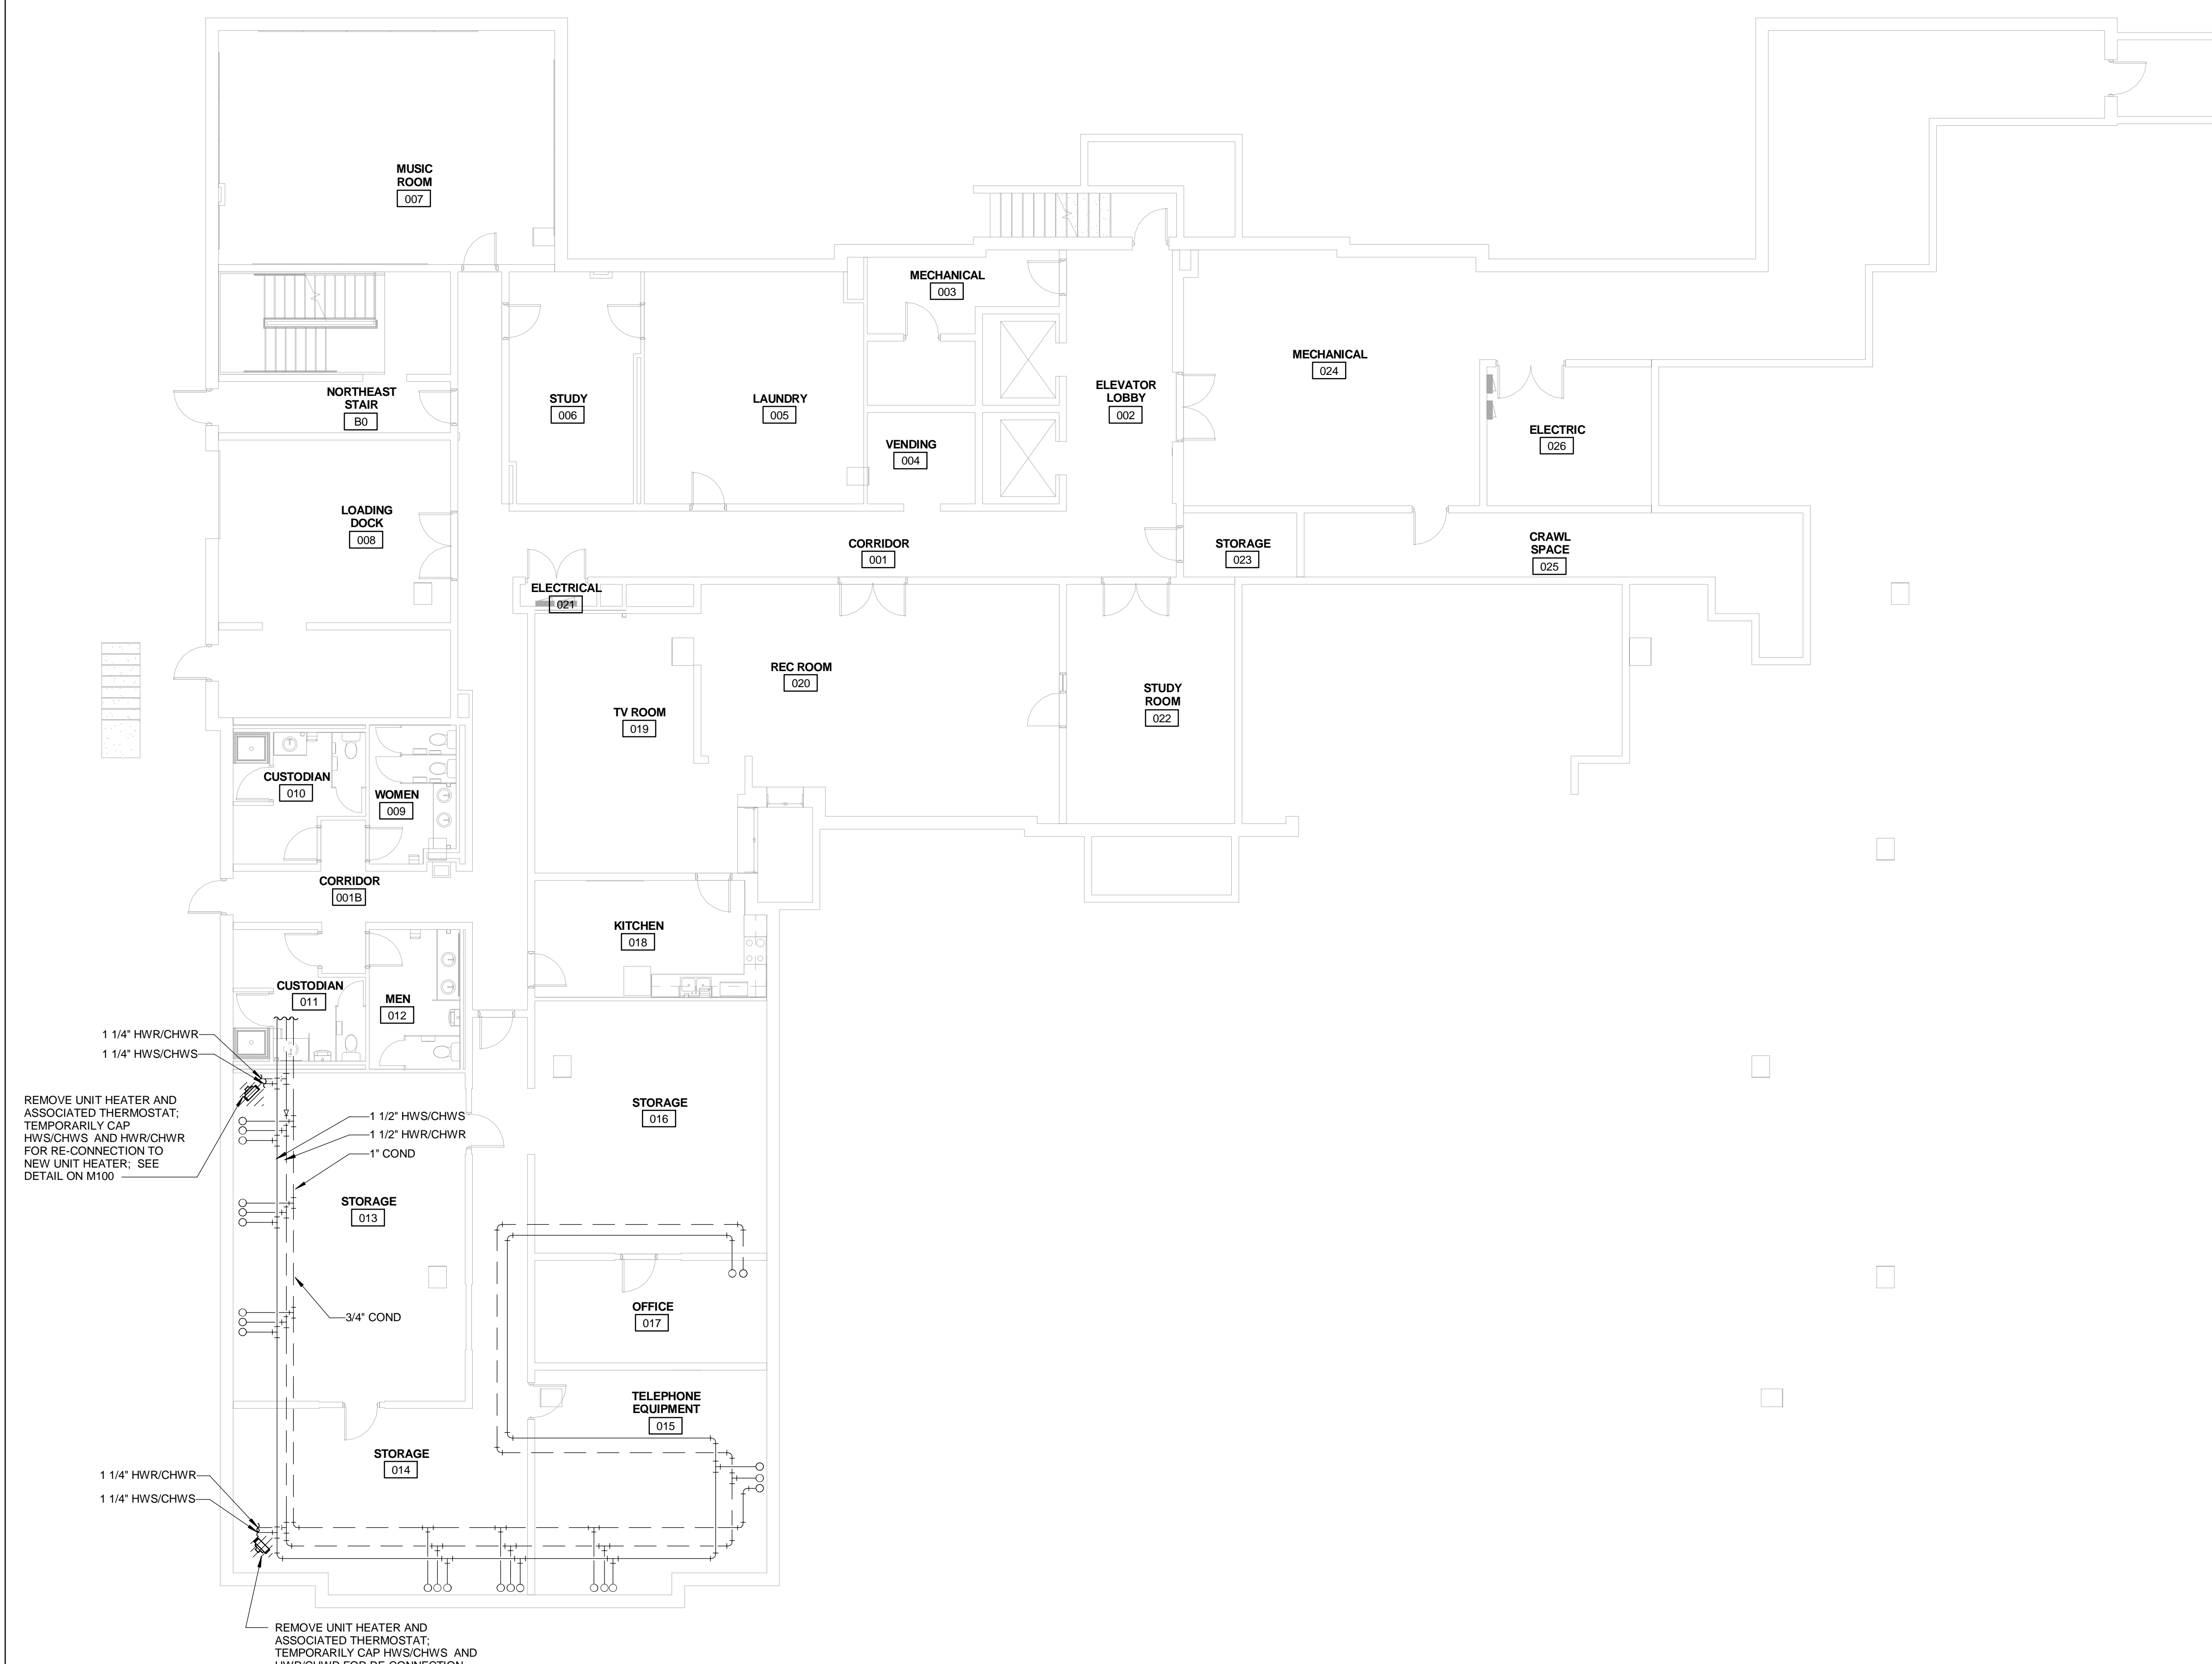 MUSIC
ROOM
007
MECHANICAL
003
NORTHEAST
STAIR
B0
STUDY
006
LAUNDRY
005
ELEVATOR
LOBBY
002
MECHANICAL
024
VENDING
004
ELECTRIC
026
LOADING
DOCK
008
CORRIDOR
001
STORAGE
023
CRAWL
SPACE
025
ELECTRICAL
021
REC ROOM
020
TV ROOM
019
STUDY
ROOM
022
CUSTODIAN
010
WOMEN
009
CORRIDOR
001B
KITCHEN
018
CUSTODIAN
011
MEN
012
1 1/4" HWR/CHWR
1 1/4" HWS/CHWS
REMOVE UNIT HEATER AND
ASSOCIATED THERMOSTAT;
TEMPORARILY CAP
HWS/CHWS AND HWR/CHWR
FOR RE-CONNECTION TO
NEW UNIT HEATER; SEE
DETAIL ON M100
1 1/2" HWS/CHWS
1 1/2" HWR/CHWR
1" COND
STORAGE
016
STORAGE
013
3/4" COND
OFFICE
017
TELEPHONE
EQUIPMENT
015
STORAGE
014
1 1/4" HWR/CHWR
1 1/4" HWS/CHWS
REMOVE UNIT HEATER AND
ASSOCIATED THERMOSTAT;
TEMPORARILY CAP HWS/CHWS AND
HWR/CHWR FOR RE-CONNECTION